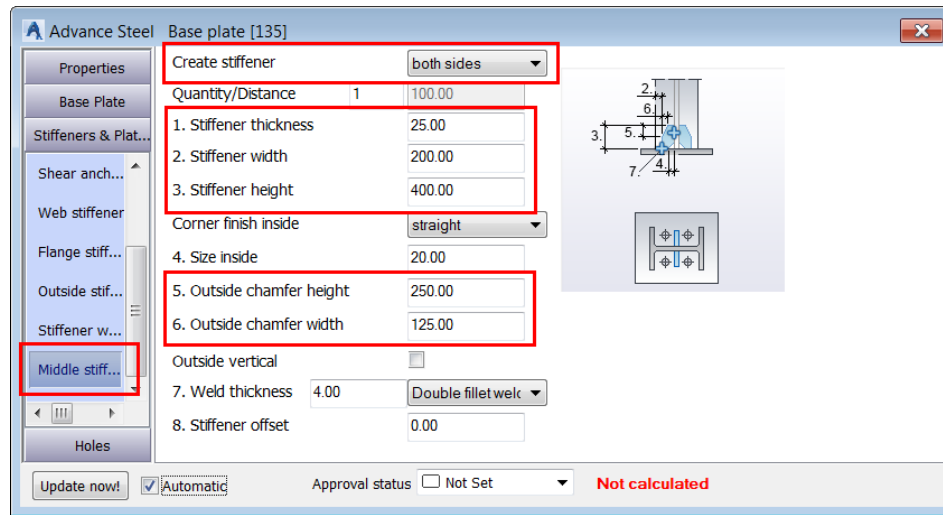 Advance Steel Base plate [135]
Properties
Base Plate
Stiffeners & Plat...
Shear anch...
Web stiffener
Flange stiff...
Outside stif...
Stiffener w...
Middle stiff...
Holes
Create stiffener both sides
Quantity/Distance 1 100.00
1. Stiffener thickness 25.00
2. Stiffener width 200.00
3. Stiffener height 400.00
Corner finish inside straight
4. Size inside 20.00
5. Outside chamfer height 250.00
6. Outside chamfer width 125.00
Outside vertical
7. Weld thickness 4.00 Double fillet weld
8. Stiffener offset 0.00
2.
6.
3. 5.
7. 4.
Update now! Automatic Approval status Not Set Not calculated